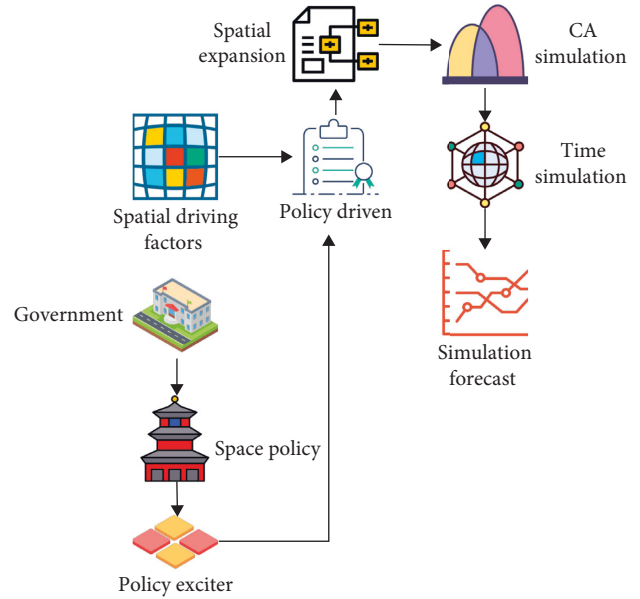 Spatial
expansion
CA
simulation
Time
simulation
Spatial driving
factors
Policy driven
Government
Simulation
forecast
Space policy
Policy exciter